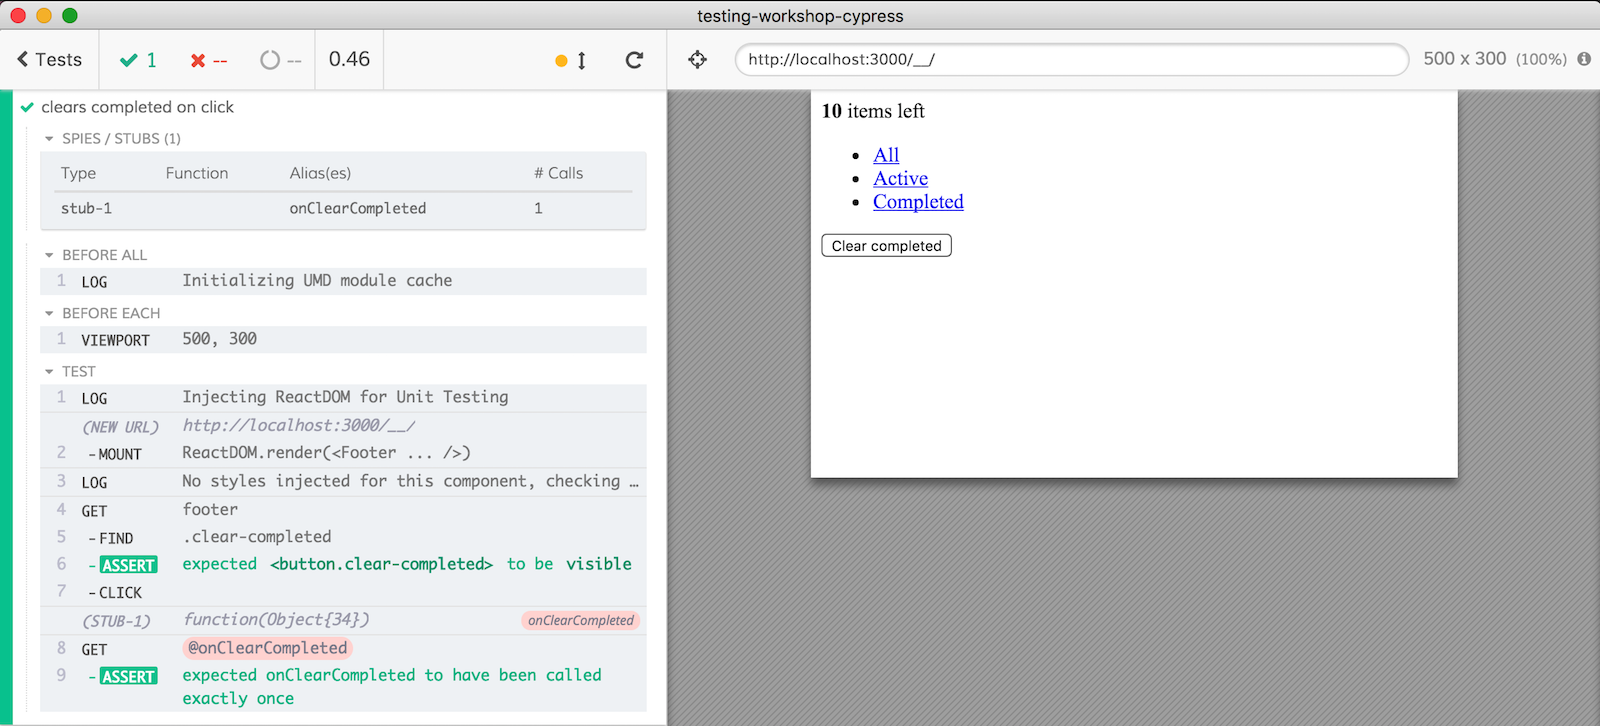 testing-workshop-cypress
Tests 1 -- -- 0.46
http://localhost:3000/__/ 500 x 300 (100%)
clears completed on click
SPIES / STUBS (1)
Type Function Alias(es) # Calls
stub-1 onClearCompleted 1
BEFORE ALL
1 LOG Initializing UMD module cache
BEFORE EACH
1 VIEWPORT 500, 300
TEST
1 LOG Injecting ReactDOM for Unit Testing
(NEW URL) http://localhost:3000/__/
2 -MOUNT ReactDOM.render(<Footer ... />)
3 LOG No styles injected for this component, checking …
4 GET footer
5 -FIND .clear-completed
6 -ASSERT expected <button.clear-completed> to be visible
7 -CLICK
(STUB-1) function(Object{34}) onClearCompleted
8 GET @onClearCompleted
9 -ASSERT expected onClearCompleted to have been called
exactly once
10 items left
All
Active
Completed
Clear completed